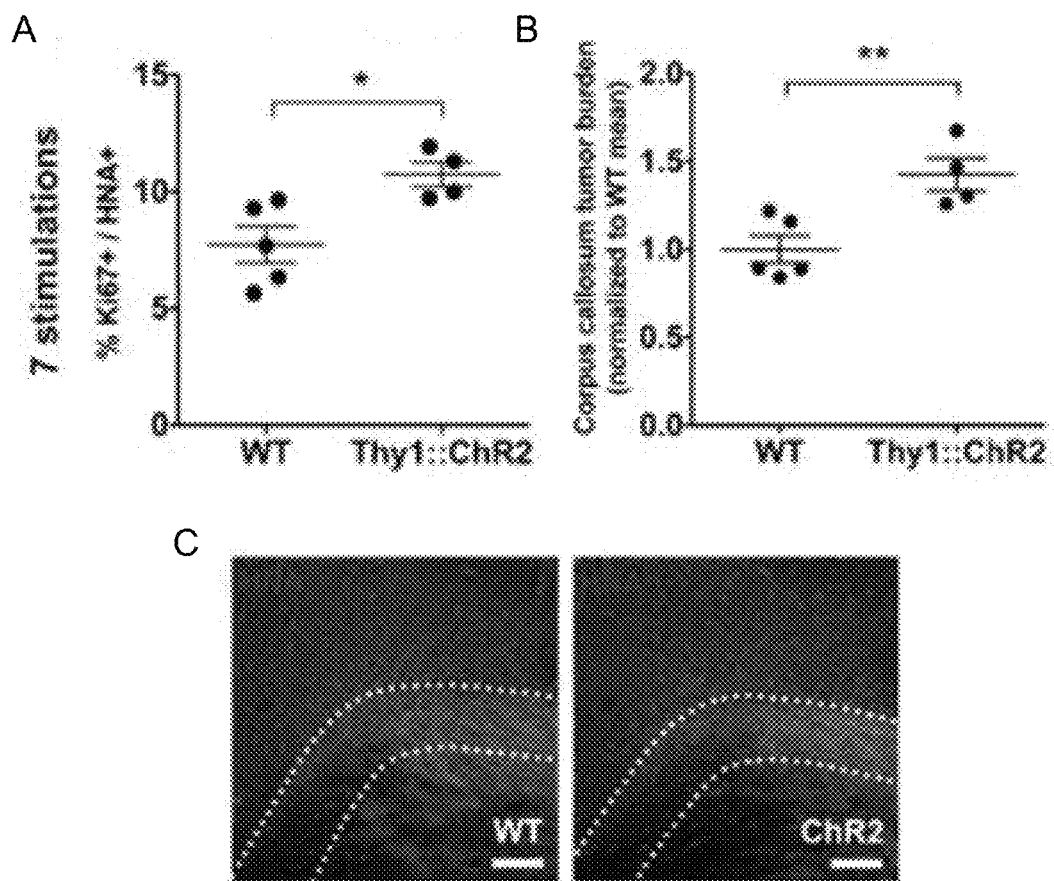 A
7 stimulations
% Ki67+ / HNA+
15
10
5
0
*
WT
Thy1::ChR2
B
Corpus callosum tumor burden
(normalized to WT mean)
2.0
1.5
1.0
0.5
0.0
**
WT
Thy1::ChR2
C
WT
ChR2